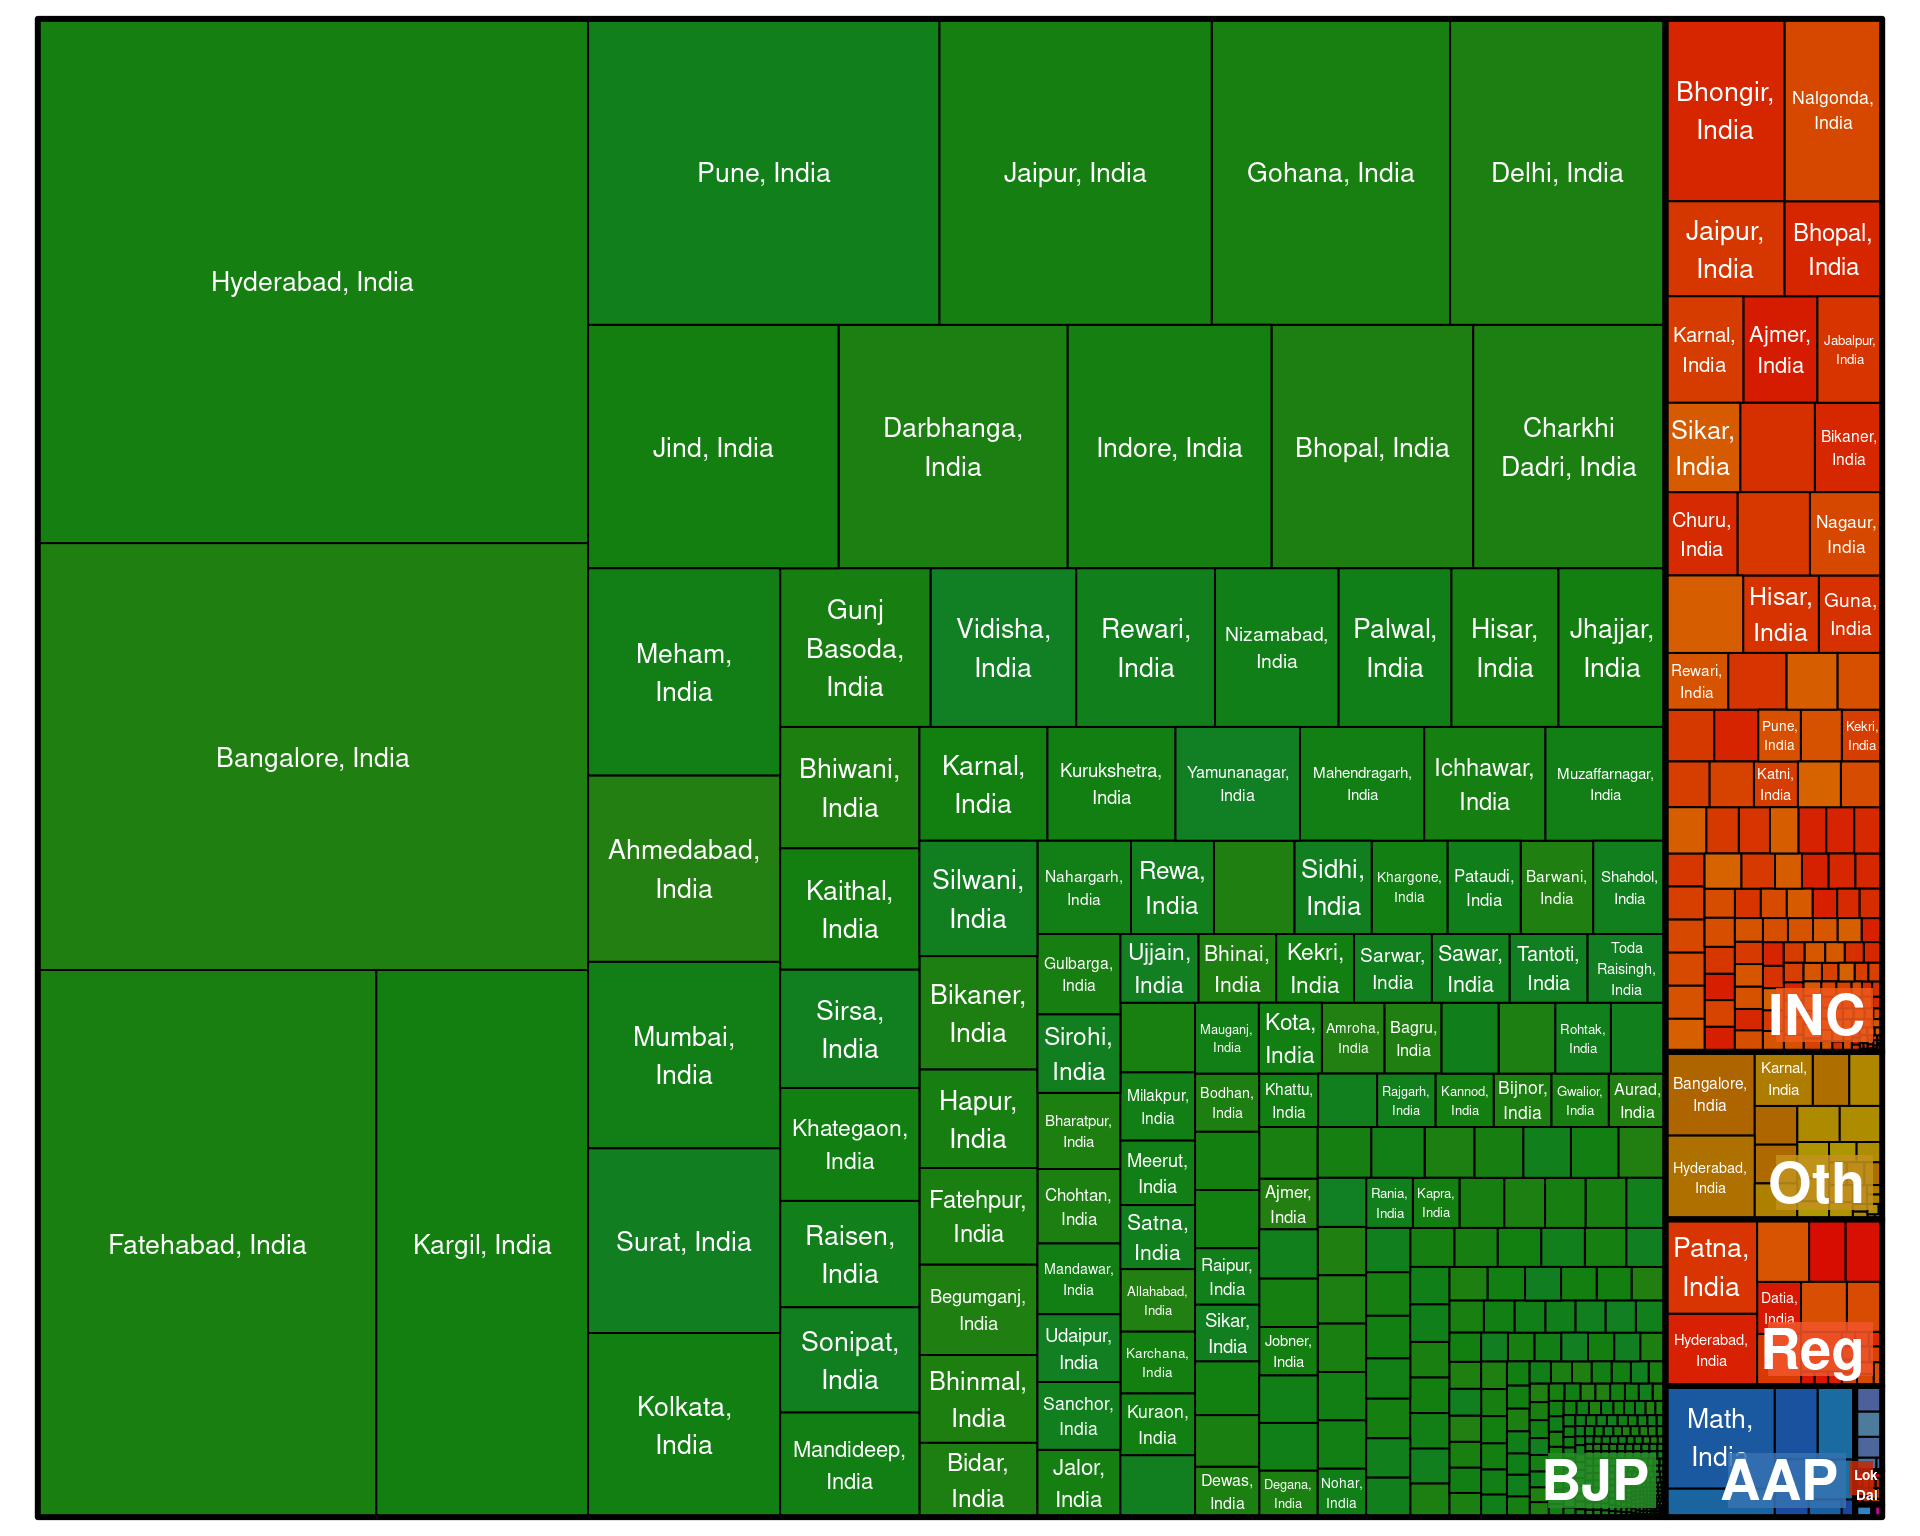 Hyderabad, India
Bangalore, India
Fatehabad, India
Kargil, India
Pune, India
Jaipur, India
Gohana, India
Delhi, India
Jind, India
Darbhanga,
India
Indore, India
Bhopal, India
Charkhi
Dadri, India
Meham,
India
Ahmedabad,
India
Mumbai,
India
Surat, India
Kolkata,
India
Gunj
Basoda,
India
Vidisha,
India
Rewari,
India
Nizamabad,
India
Palwal,
India
Hisar,
India
Jhajjar,
India
Bhiwani,
India
Kaithal,
India
Sirsa,
India
Khategaon,
India
Raisen,
India
Sonipat,
India
Mandideep,
India
Karnal,
India
Kurukshetra,
India
Yamunanagar,
India
Mahendragarh,
India
Ichhawar,
India
Muzaffarnagar,
India
Silwani,
India
Bikaner,
India
Hapur,
India
Fatehpur,
India
Begumganj,
India
Bhinmal,
India
Bidar,
India
Nahargarh,
India
Rewa,
India
Sidhi,
India
Khargone,
India
Pataudi,
India
Barwani,
India
Shahdol,
India
Gulbarga,
India
Sirohi,
India
Bharatpur,
India
Chohtan,
India
Mandawar,
India
Udaipur,
India
Sanchor,
India
Jalor,
India
Ujjain,
India
Bhinai,
India
Kekri,
India
Sarwar,
India
Sawar,
India
Tantoti,
India
Toda
Raisingh,
India
Milakpur,
India
Meerut,
India
Satna,
India
Allahabad,
India
Karchana,
India
Kuraon,
India
Mauganj,
India
Kota,
India
Amroha,
India
Bagru,
India
Rohtak,
India
Bodhan,
India
Khattu,
India
Rajgarh,
India
Kannod,
India
Bijnor,
India
Gwalior,
India
Aurad,
India
Raipur,
India
Sikar,
India
Dewas,
India
Ajmer,
India
Rania,
India
Kapra,
India
Jobner,
India
Degana,
India
Nohar,
India
BJP
Bhongir,
India
Nalgonda,
India
Jaipur,
India
Bhopal,
India
Karnal,
India
Ajmer,
India
Jabalpur,
India
Sikar,
India
Bikaner,
India
Churu,
India
Nagaur,
India
Hisar,
India
Guna,
India
Rewari,
India
Pune,
India
Kekri,
India
Katni,
India
INC
Bangalore,
India
Karnal,
India
Hyderabad,
India
Oth
Patna,
India
Datia,
India
Hyderabad,
India
Reg
Math,
India
AAP
Lok
Dal